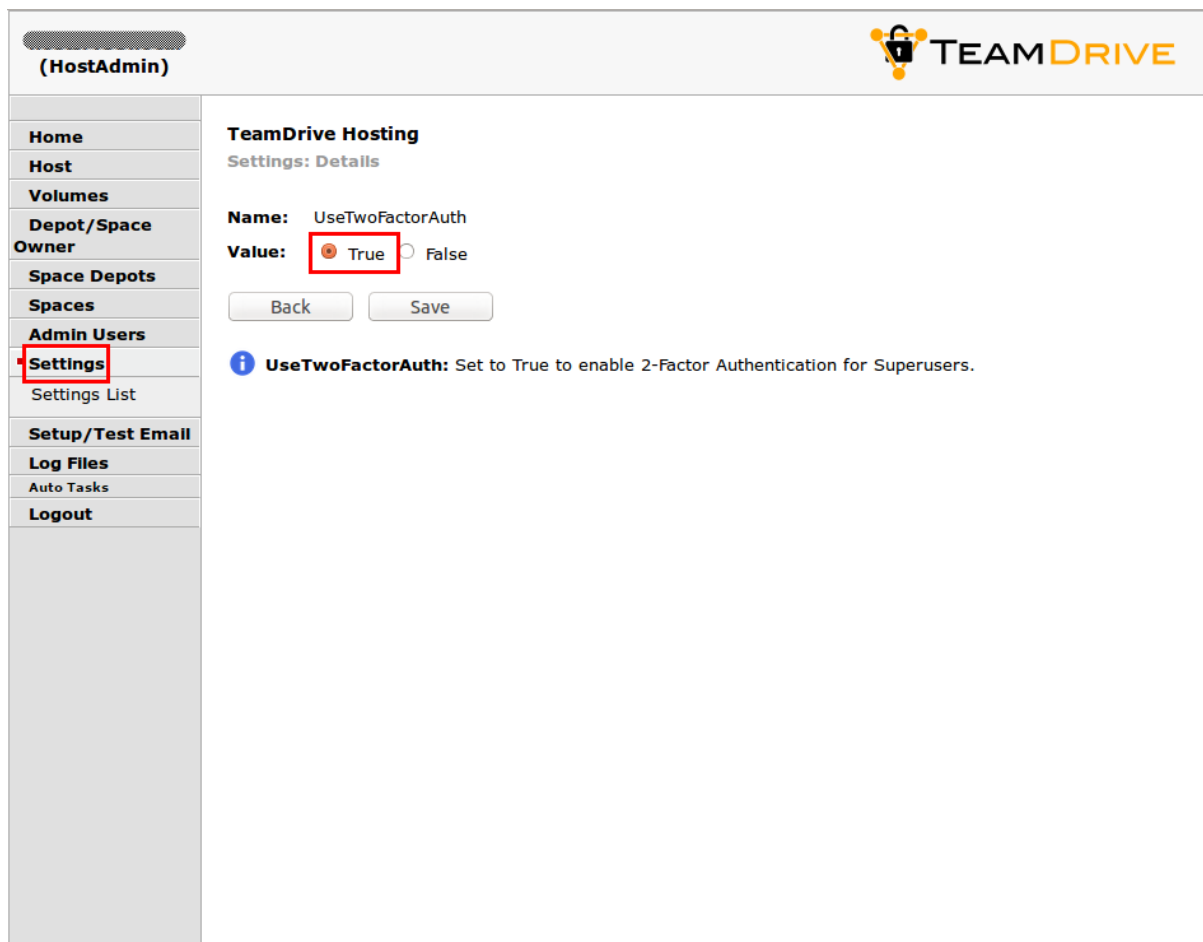 (HostAdmin)
TEAMDRIVE
Home
Host
Volumes
Depot/Space
Owner
Space Depots
Spaces
Admin Users
Settings
Settings List
Setup/Test Email
Log Files
Auto Tasks
Logout
TeamDrive Hosting
Settings: Details
Name: UseTwoFactorAuth
Value: True False
Back Save
UseTwoFactorAuth: Set to True to enable 2-Factor Authentication for Superusers.